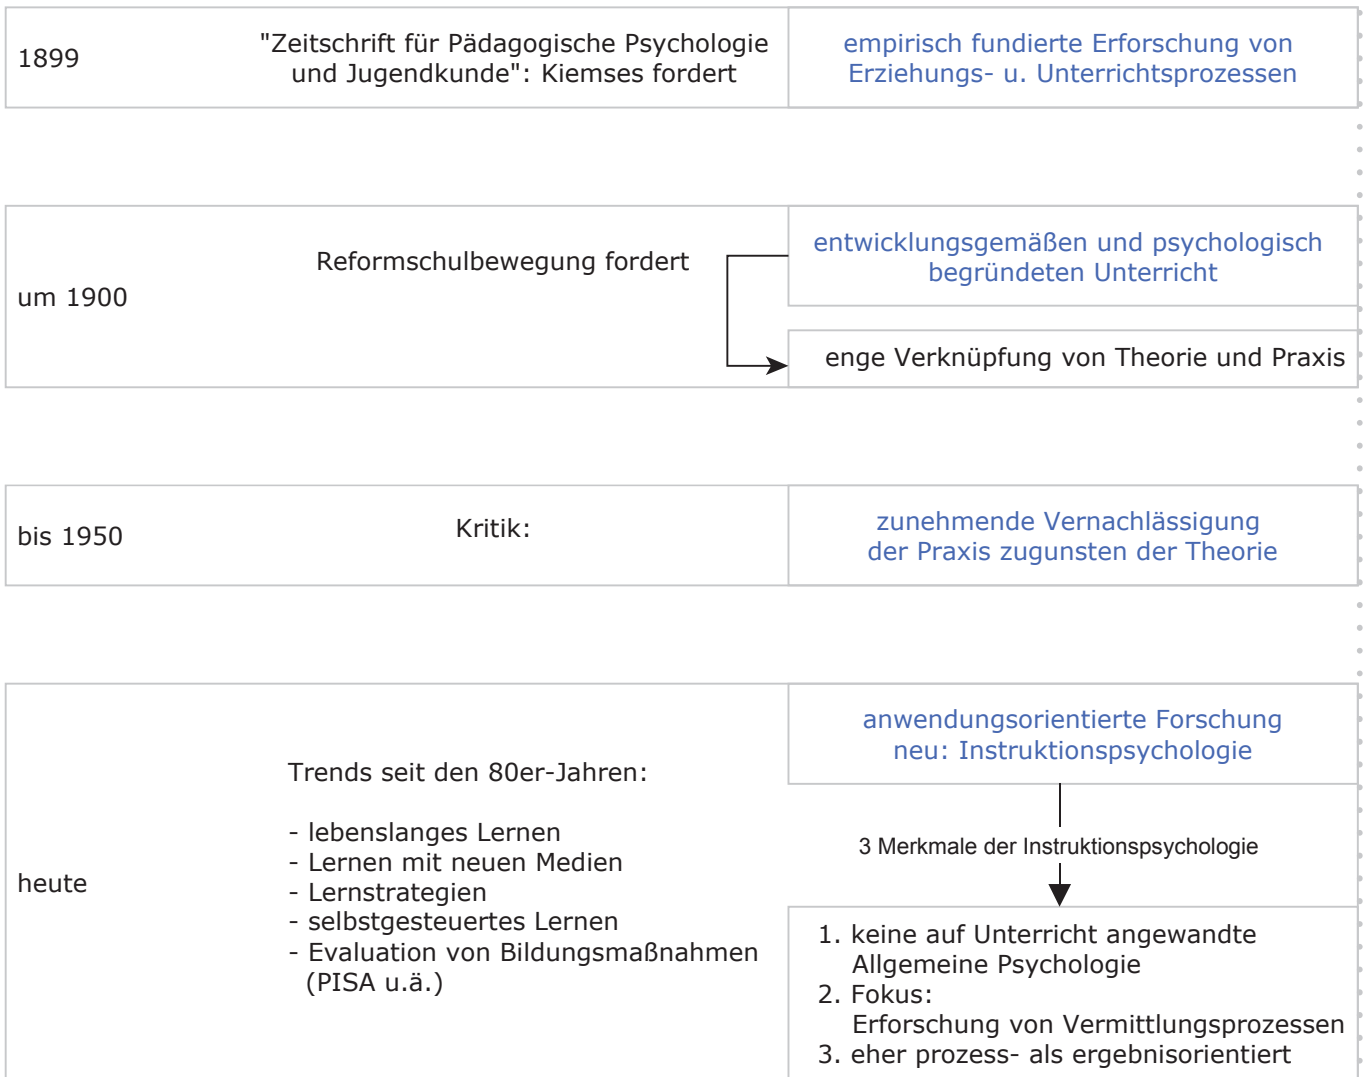 1899
"Zeitschrift für Pädagogische Psychologie
und Jugendkunde": Kiemses fordert
empirisch fundierte Erforschung von
Erziehungs- u. Unterrichtsprozessen
um 1900
Reformschulbewegung fordert
entwicklungsgemäßen und psychologisch
begründeten Unterricht
enge Verknüpfung von Theorie und Praxis
bis 1950
Kritik:
zunehmende Vernachlässigung
der Praxis zugunsten der Theorie
heute
Trends seit den 80er-Jahren:
- lebenslanges Lernen
- Lernen mit neuen Medien
- Lernstrategien
- selbstgesteuertes Lernen
- Evaluation von Bildungsmaßnahmen
(PISA u.ä.)
anwendungsorientierte Forschung
neu: Instruktionspsychologie
3 Merkmale der Instruktionspsychologie
1. keine auf Unterricht angewandte
Allgemeine Psychologie
2. Fokus:
Erforschung von Vermittlungsprozessen
3. eher prozess- als ergebnisorientiert